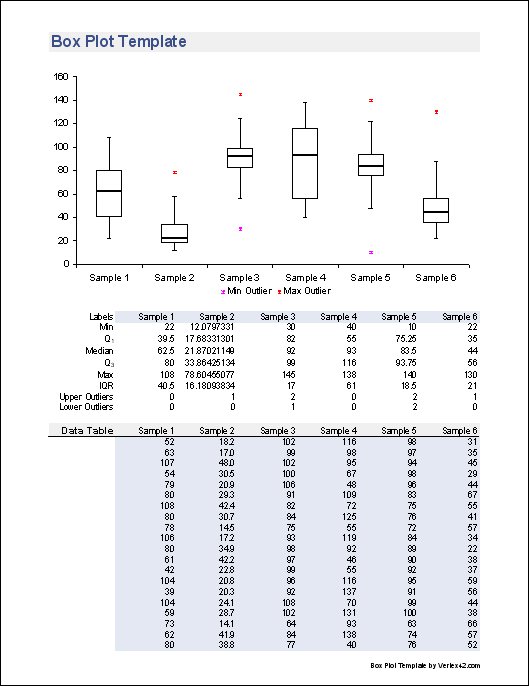 Box Plot Template
160
140
120
100
80
60
40
20
0
Sample 1 Sample 2 Sample 3 Sample 4 Sample 5 Sample 6
Min Outlier Max Outlier
Labels Sample 1 Sample 2 Sample 3 Sample 4 Sample 5 Sample 6
Min 22 12.0797331 30 40 10 22
Q1 39.5 17.68331301 82 55 75.25 35
Median 62.5 21.87021149 92 93 83.5 44
Q3 80 33.86425134 99 116 93.75 56
Max 108 78.60455077 145 138 140 130
IQR 40.5 16.18093834 17 61 18.5 21
Upper Outliers 0 1 2 0 2 1
Lower Outliers 0 0 1 0 2 0
Data Table Sample 1 Sample 2 Sample 3 Sample 4 Sample 5 Sample 6
52 18.2 102 116 98 31
63 17.0 99 98 97 35
107 48.0 102 95 94 45
54 30.5 100 67 98 29
79 20.9 106 48 96 44
80 29.3 91 109 83 67
108 42.4 82 72 75 55
80 30.7 84 125 76 41
78 14.5 75 55 72 57
106 17.2 93 119 84 34
80 34.9 98 92 89 22
61 42.2 97 46 90 38
42 22.8 99 55 92 37
104 20.8 96 116 95 59
39 20.3 92 137 91 56
104 24.1 108 70 99 44
59 28.7 102 131 100 38
73 14.1 64 93 63 66
62 41.9 84 138 74 57
80 38.8 77 40 76 52
Box Plot Template by Vertex42.com